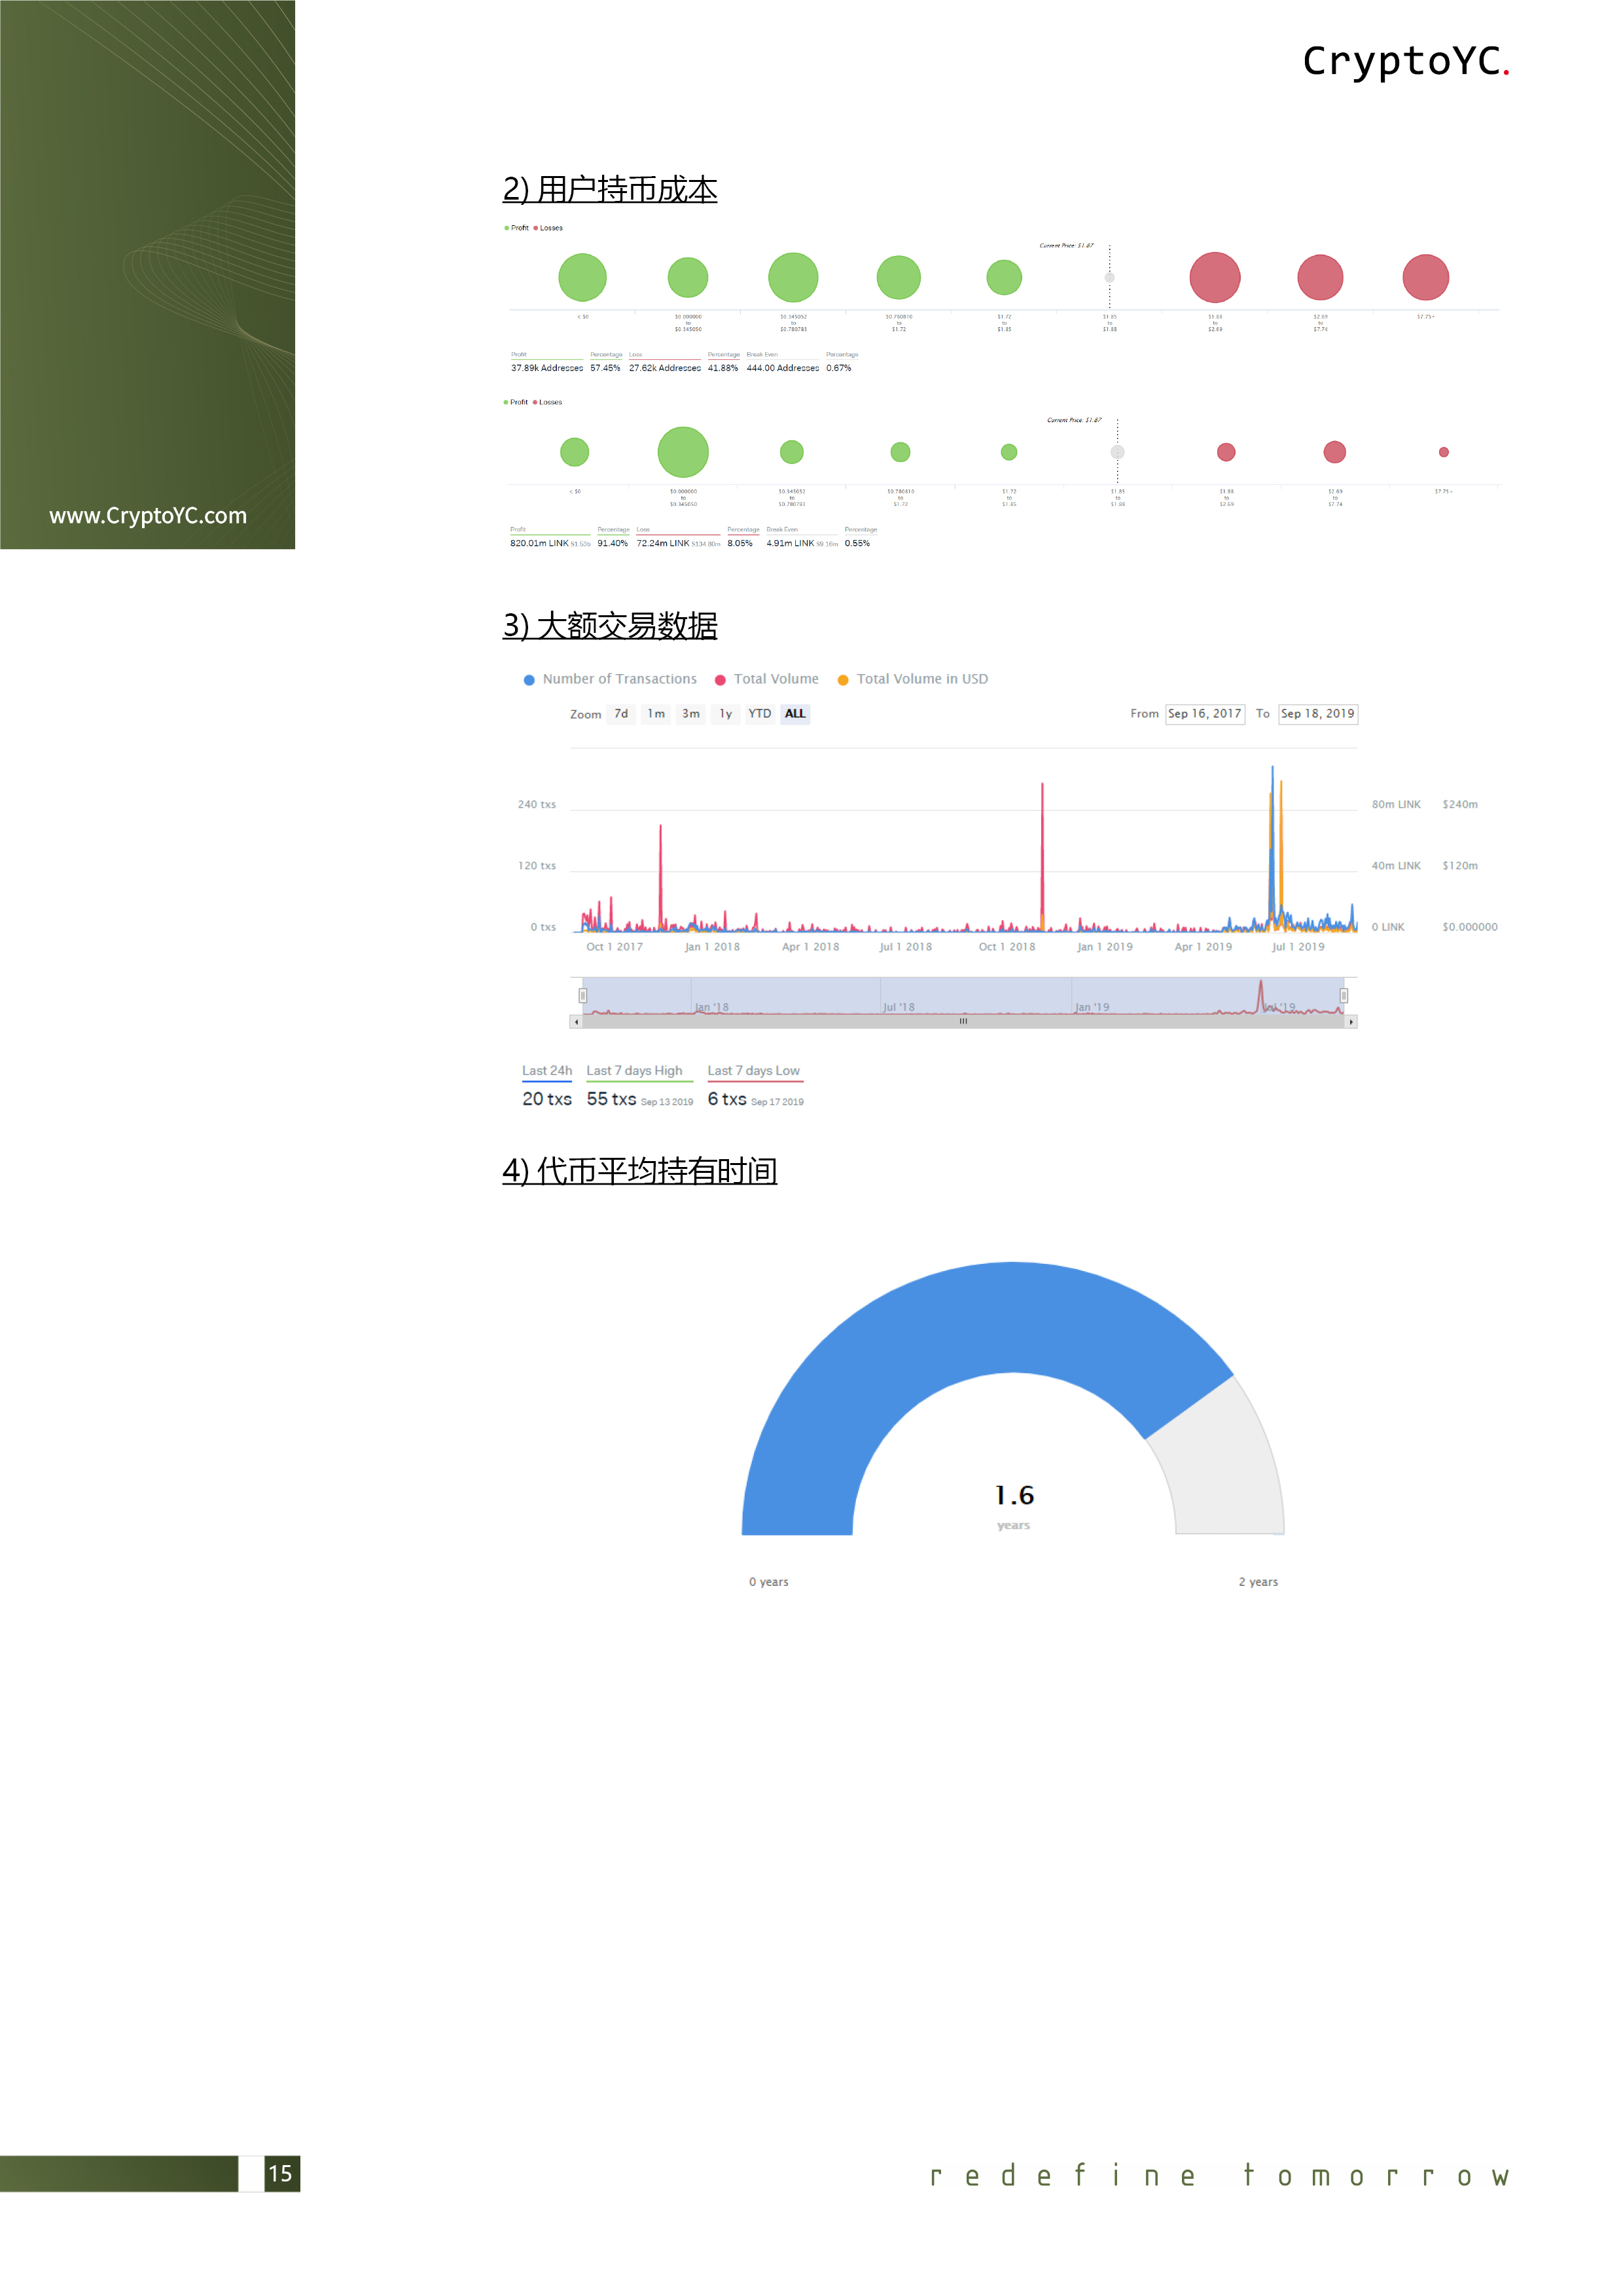 CryptoYC.
www.CryptoYC.com
2) 用户持币成本
Profit Losses
Current Price: $1.87
< $0
$0.000000 to $0.345050
$0.345052 to $0.780783
$0.780810 to $1.72
$1.72 to $1.85
$1.85 to $1.88
$1.88 to $2.69
$2.69 to $7.74
$7.75+
Profit Percentage Loss Percentage Break Even Percentage
37.89k Addresses 57.45% 27.62k Addresses 41.88% 444.00 Addresses 0.67%
Profit Losses
Current Price: $1.87
< $0
$0.000000 to $0.345050
$0.345052 to $0.780783
$0.780810 to $1.72
$1.72 to $1.85
$1.85 to $1.88
$1.88 to $2.69
$2.69 to $7.74
$7.75+
Profit Percentage Loss Percentage Break Even Percentage
820.01m LINK 91.40% 72.24m LINK $134.80m 8.05% 4.91m LINK $9.16m 0.55%
3) 大额交易数据
Number of Transactions Total Volume Total Volume in USD
Zoom 7d 1m 3m 1y YTD ALL From Sep 16, 2017 To Sep 18, 2019
240 txs 80m LINK $240m
120 txs 40m LINK $120m
0 txs 0 LINK $0.000000
Oct 1 2017 Jan 1 2018 Apr 1 2018 Jul 1 2018 Oct 1 2018 Jan 1 2019 Apr 1 2019 Jul 1 2019
Jan '18 Jul '18 Jan '19 Jul '19
Last 24h Last 7 days High Last 7 days Low
20 txs 55 txs Sep 13 2019 6 txs Sep 17 2019
4) 代币平均持有时间
1.6
years
0 years 2 years
15
redefine tomorrow